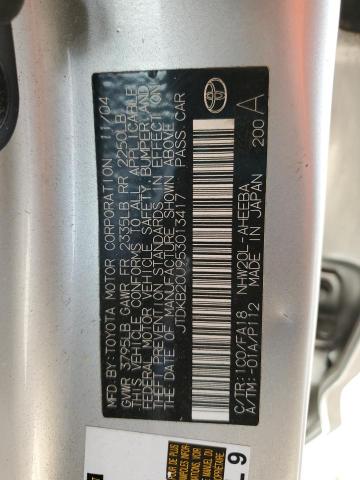 MFD.BY:TOYOTA MOTOR CORPORATION 11/04
GVWR 3795LB GAWR FR 2335LB RR 2250LB
THIS VEHICLE CONFORMS TO ALL APPLICABLE
FEDERAL MOTOR VEHICLE SAFETY,BUMPER,AND
THEFT PREVENTION STANDARDS IN EFFECT ON
THE DATE OF MANUFACTURE SHOWN ABOVE.
JTDKB20U953013417 PASS.CAR
C/TR:1C0/FA18 NHW20L-AHEEBA
A/TM:-01A/P112 MADE IN JAPAN
200 A